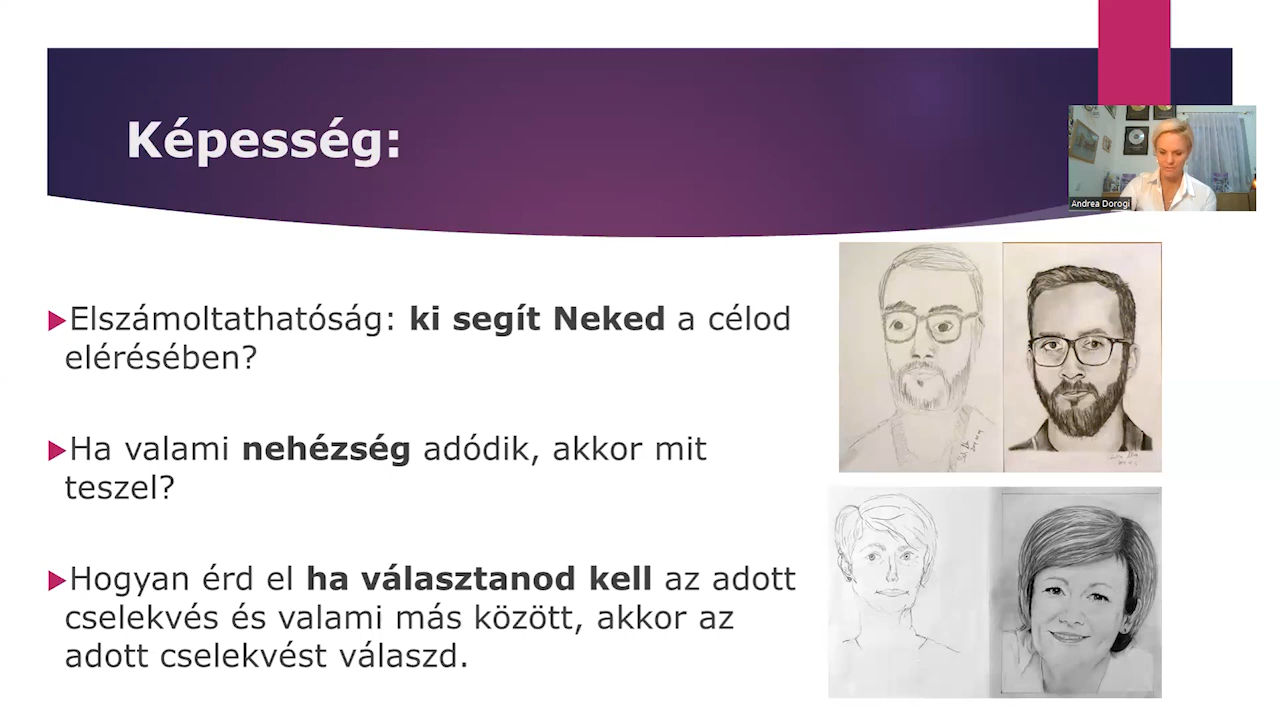 Képesség:
Andrea Dorogi
Elszámoltathatóság: ki segít Neked a célod
elérésében?
Ha valami nehézség adódik, akkor mit
teszel?
Hogyan érd el ha választanod kell az adott
cselekvés és valami más között, akkor az
adott cselekvést válaszd.